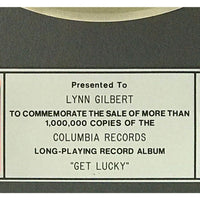 Presented To
LYNN GILBERT
TO COMMEMORATE THE SALE OF MORE THAN
1,000,000 COPIES OF THE
COLUMBIA RECORDS
LONG-PLAYING RECORD ALBUM
"GET LUCKY"